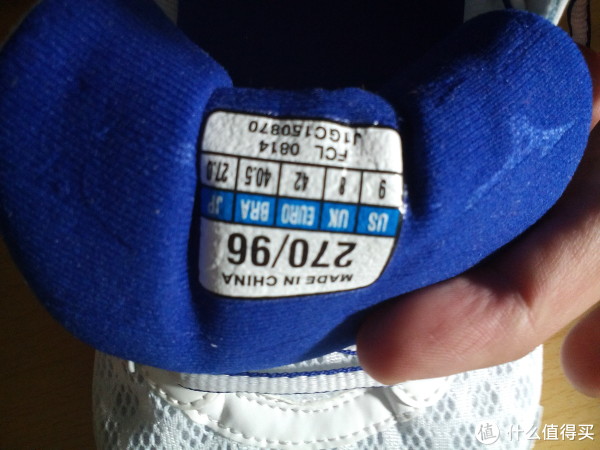 MADE IN CHINA
270/96
US UK EURO BRA JP
9 8 42 40.5 27.0
FCL 0814
J1GC150870
值 什么值得买